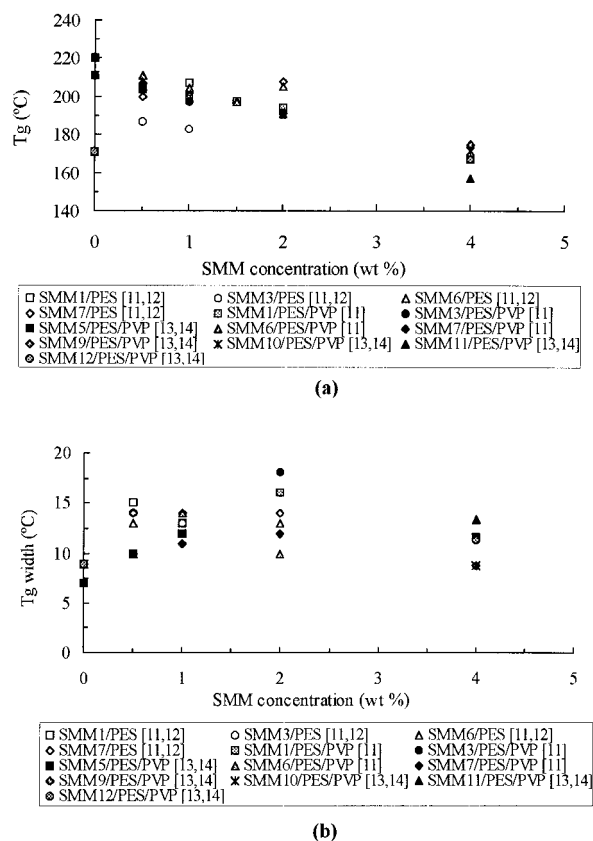 220
200
180
160
140
Tg (°C)
0 1 2 3 4 5
SMM concentration (wt %)
SMM1/PES [11,12] SMM3/PES [11,12] SMM6/PES [11,12]
SMM7/PES [11,12] SMM1/PES/PVP [11] SMM3/PES/PVP [11]
SMM5/PES/PVP [13,14] SMM6/PES/PVP [11] SMM7/PES/PVP [11]
SMM9/PES/PVP [13,14] SMM10/PES/PVP [13,14] SMM11/PES/PVP [13,14]
SMM12/PES/PVP [13,14]
(a)
20
15
10
5
0
Tg width (°C)
0 1 2 3 4 5
SMM concentration (wt %)
SMM1/PES [11,12] SMM3/PES [11,12] SMM6/PES [11,12]
SMM7/PES [11,12] SMM1/PES/PVP [11] SMM3/PES/PVP [11]
SMM5/PES/PVP [13,14] SMM6/PES/PVP [11] SMM7/PES/PVP [11]
SMM9/PES/PVP [13,14] SMM10/PES/PVP [13,14] SMM11/PES/PVP [13,14]
SMM12/PES/PVP [13,14]
(b)